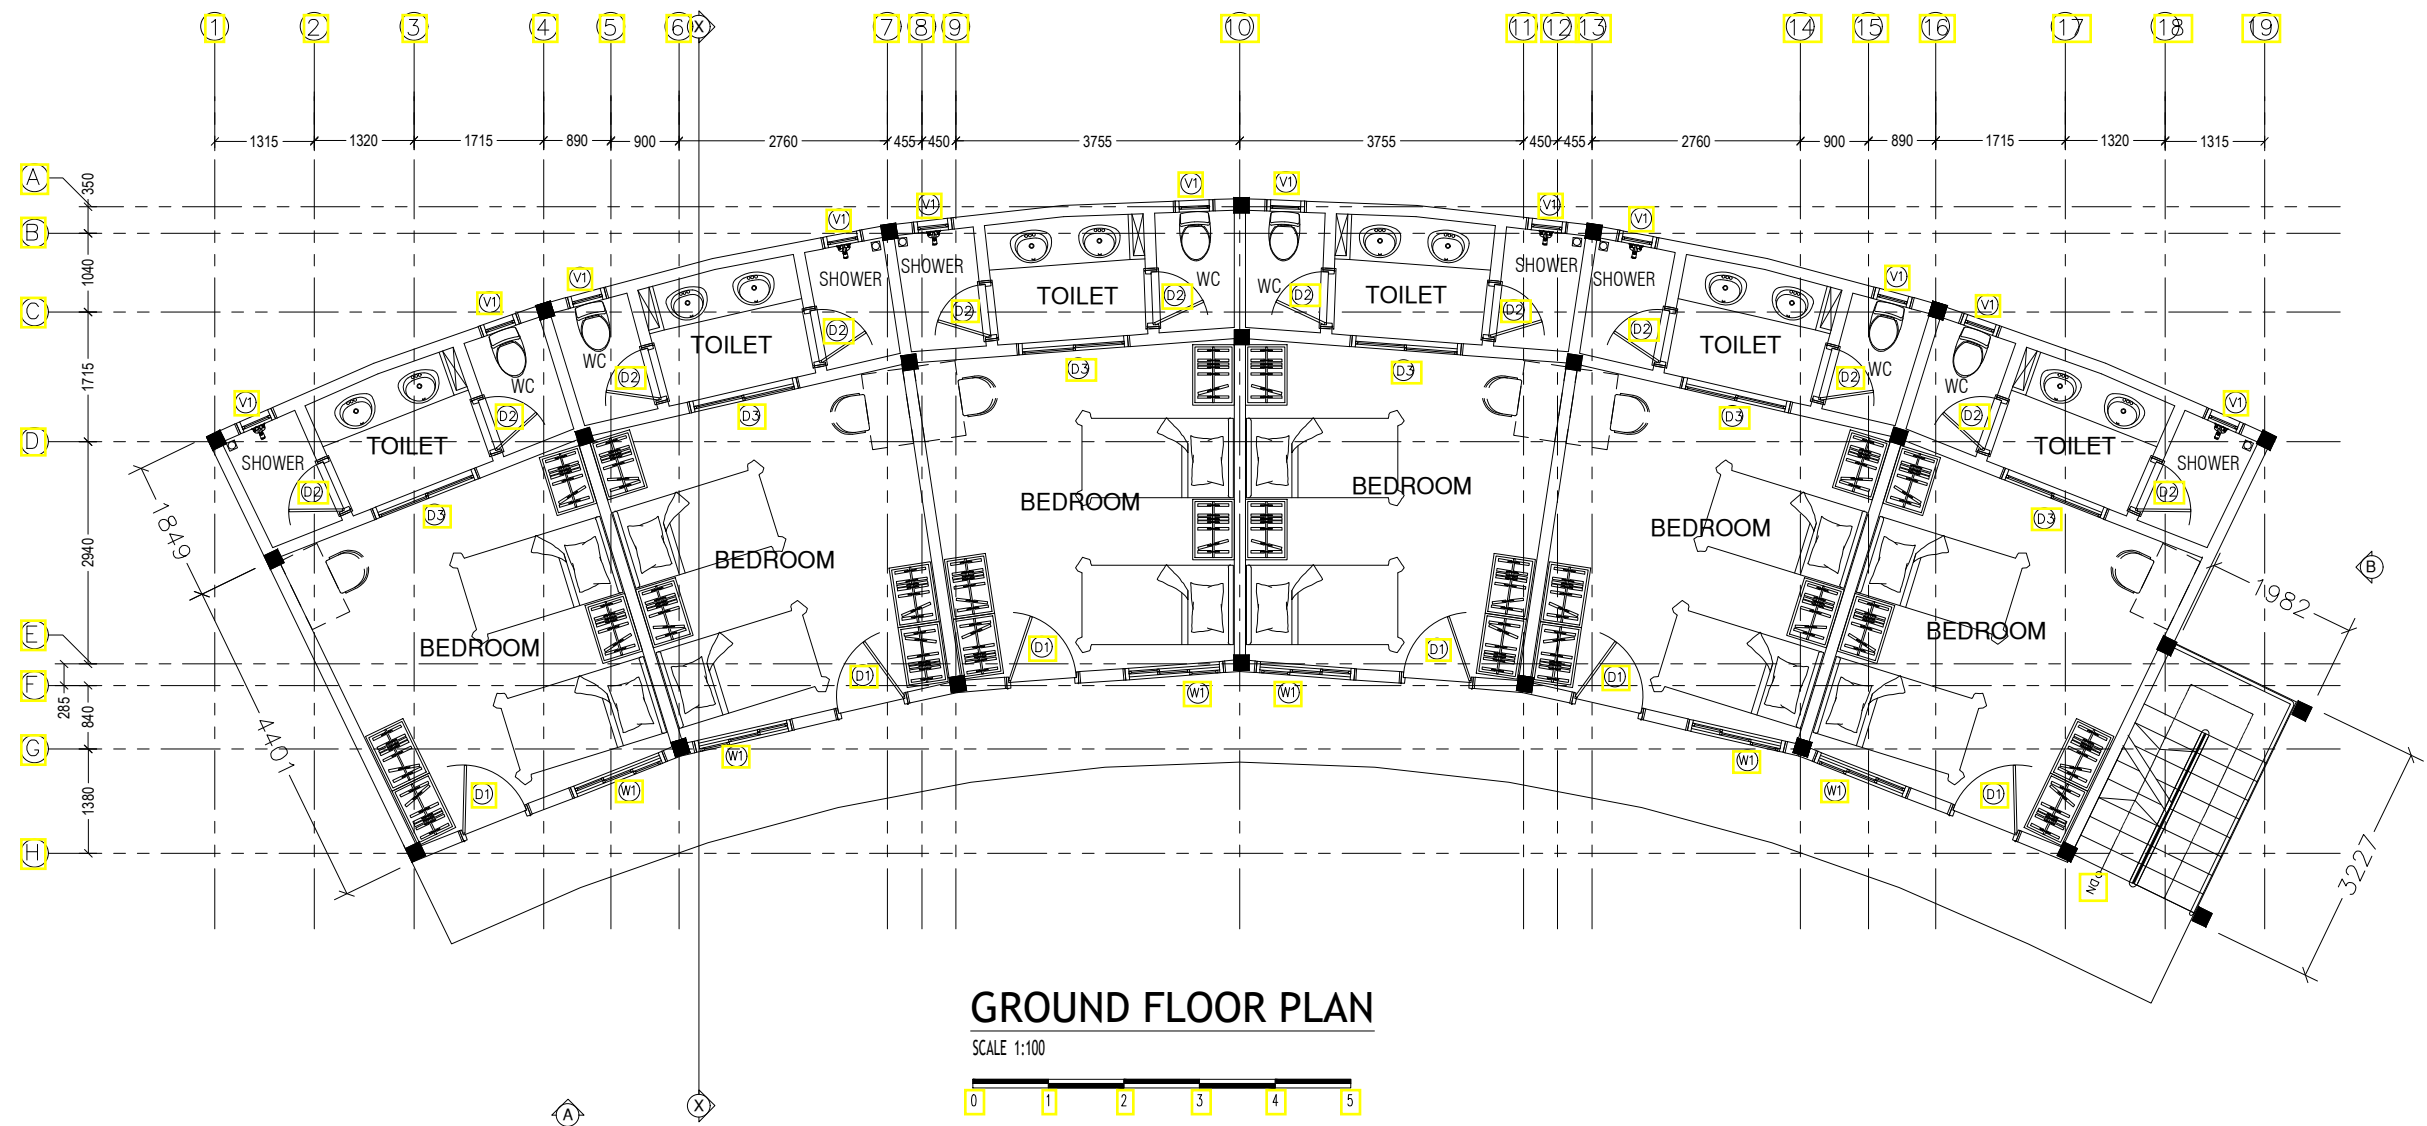 1 2 3 4 5 6 X 7 8 9 10 11 12 13 14 15 16 17 18 19
1315 1320 1715 890 900 2760 455 450 3755 3755 450 455 2760 900 890 1715 1320 1315
A
350
B
1040
C
1715
D
2940
E
285
F
840
G
1380
H
V1 V1
V1 V1 V1 V1
V1 V1 V1 V1
V1 V1
SHOWER SHOWER WC WC SHOWER SHOWER
D2 D2 D2 D2
TOILET TOILET
D2 D2
TOILET TOILET
WC WC
D3 D3
D2 D2
WC WC
D3 D3
D2 D2
TOILET TOILET
SHOWER SHOWER
D2 D2
D3 D3
BEDROOM BEDROOM
BEDROOM BEDROOM
BEDROOM BEDROOM
1849
1982
B
D1 D1
D1 D1
W1 W1
W1 W1
W1 W1
D1 D1
4401
3227
DN
GROUND FLOOR PLAN
SCALE 1:100
0 1 2 3 4 5
A
X